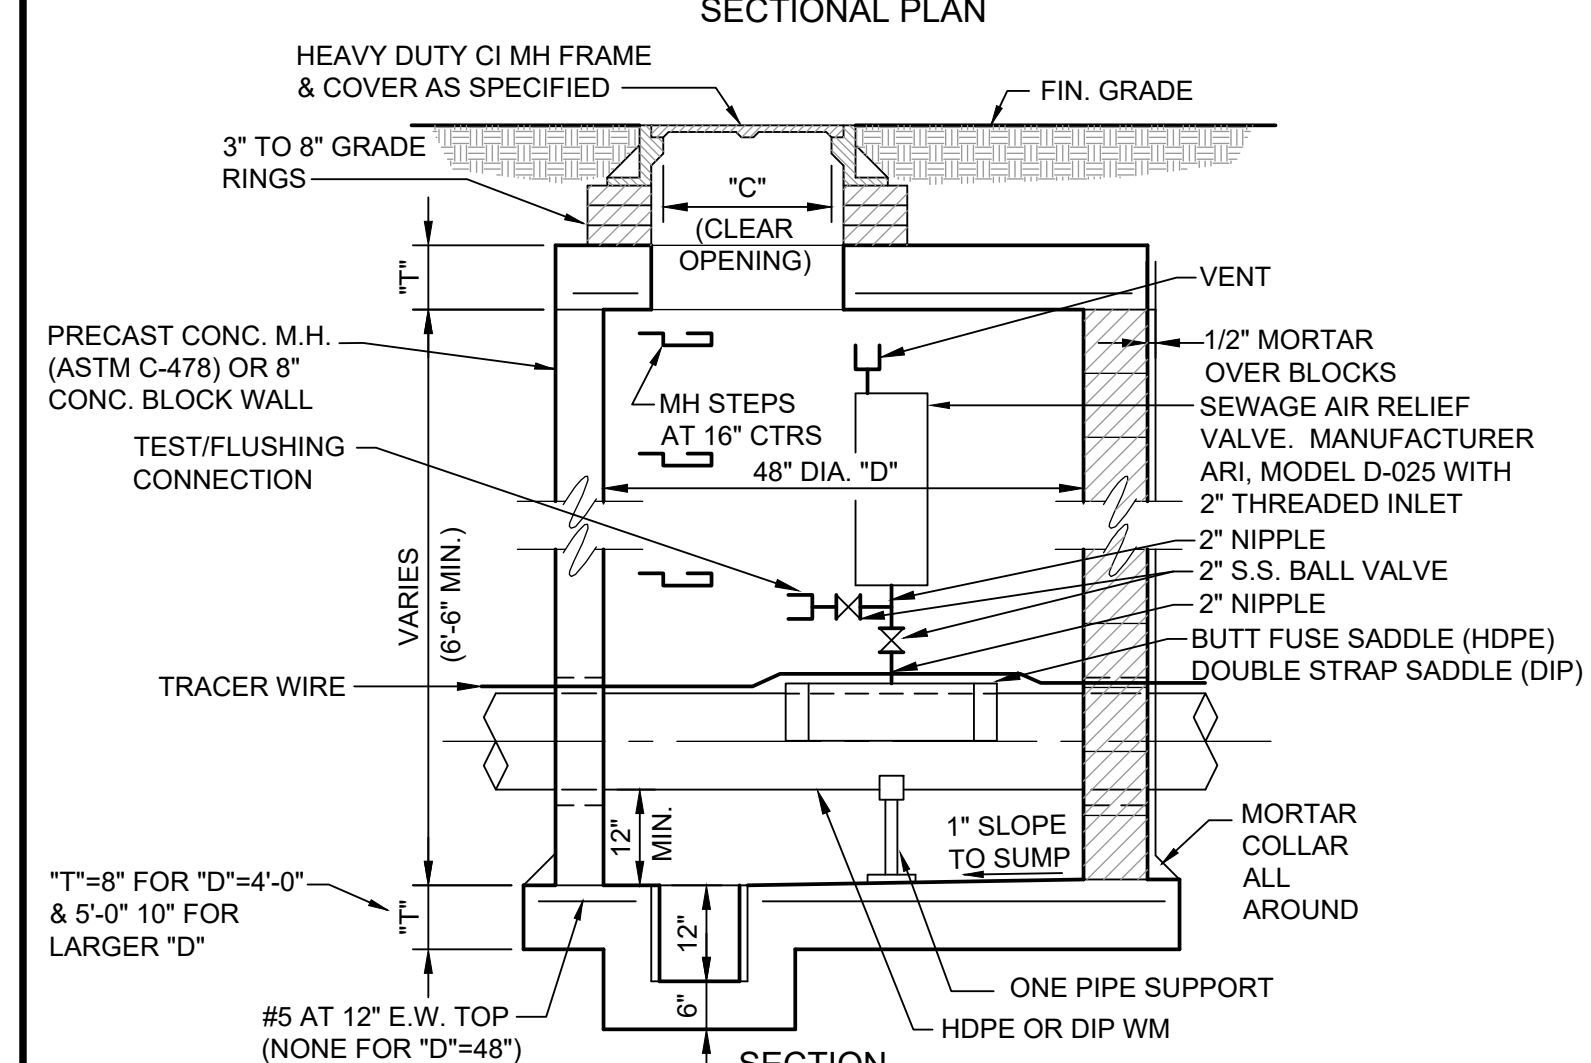 SECTIONAL PLAN
HEAVY DUTY CI MH FRAME
& COVER AS SPECIFIED
FIN. GRADE
3" TO 8" GRADE
RINGS
"C"
(CLEAR
OPENING)
"T"
VENT
PRECAST CONC. M.H.
(ASTM C-478) OR 8"
CONC. BLOCK WALL
1/2" MORTAR
OVER BLOCKS
MH STEPS
AT 16" CTRS
SEWAGE AIR RELIEF
VALVE. MANUFACTURER
ARI, MODEL D-025 WITH
2" THREADED INLET
TEST/FLUSHING
CONNECTION
48" DIA. "D"
VARIES
(6'-6" MIN.)
2" NIPPLE
2" S.S. BALL VALVE
2" NIPPLE
BUTT FUSE SADDLE (HDPE)
DOUBLE STRAP SADDLE (DIP)
TRACER WIRE
12"
MIN.
1" SLOPE
TO SUMP
MORTAR
COLLAR
ALL
AROUND
"T"=8" FOR "D"=4'-0"
& 5'-0" 10" FOR
LARGER "D"
"T"
12"
6"
ONE PIPE SUPPORT
HDPE OR DIP WM
#5 AT 12" E.W. TOP
(NONE FOR "D"=48")
SECTION